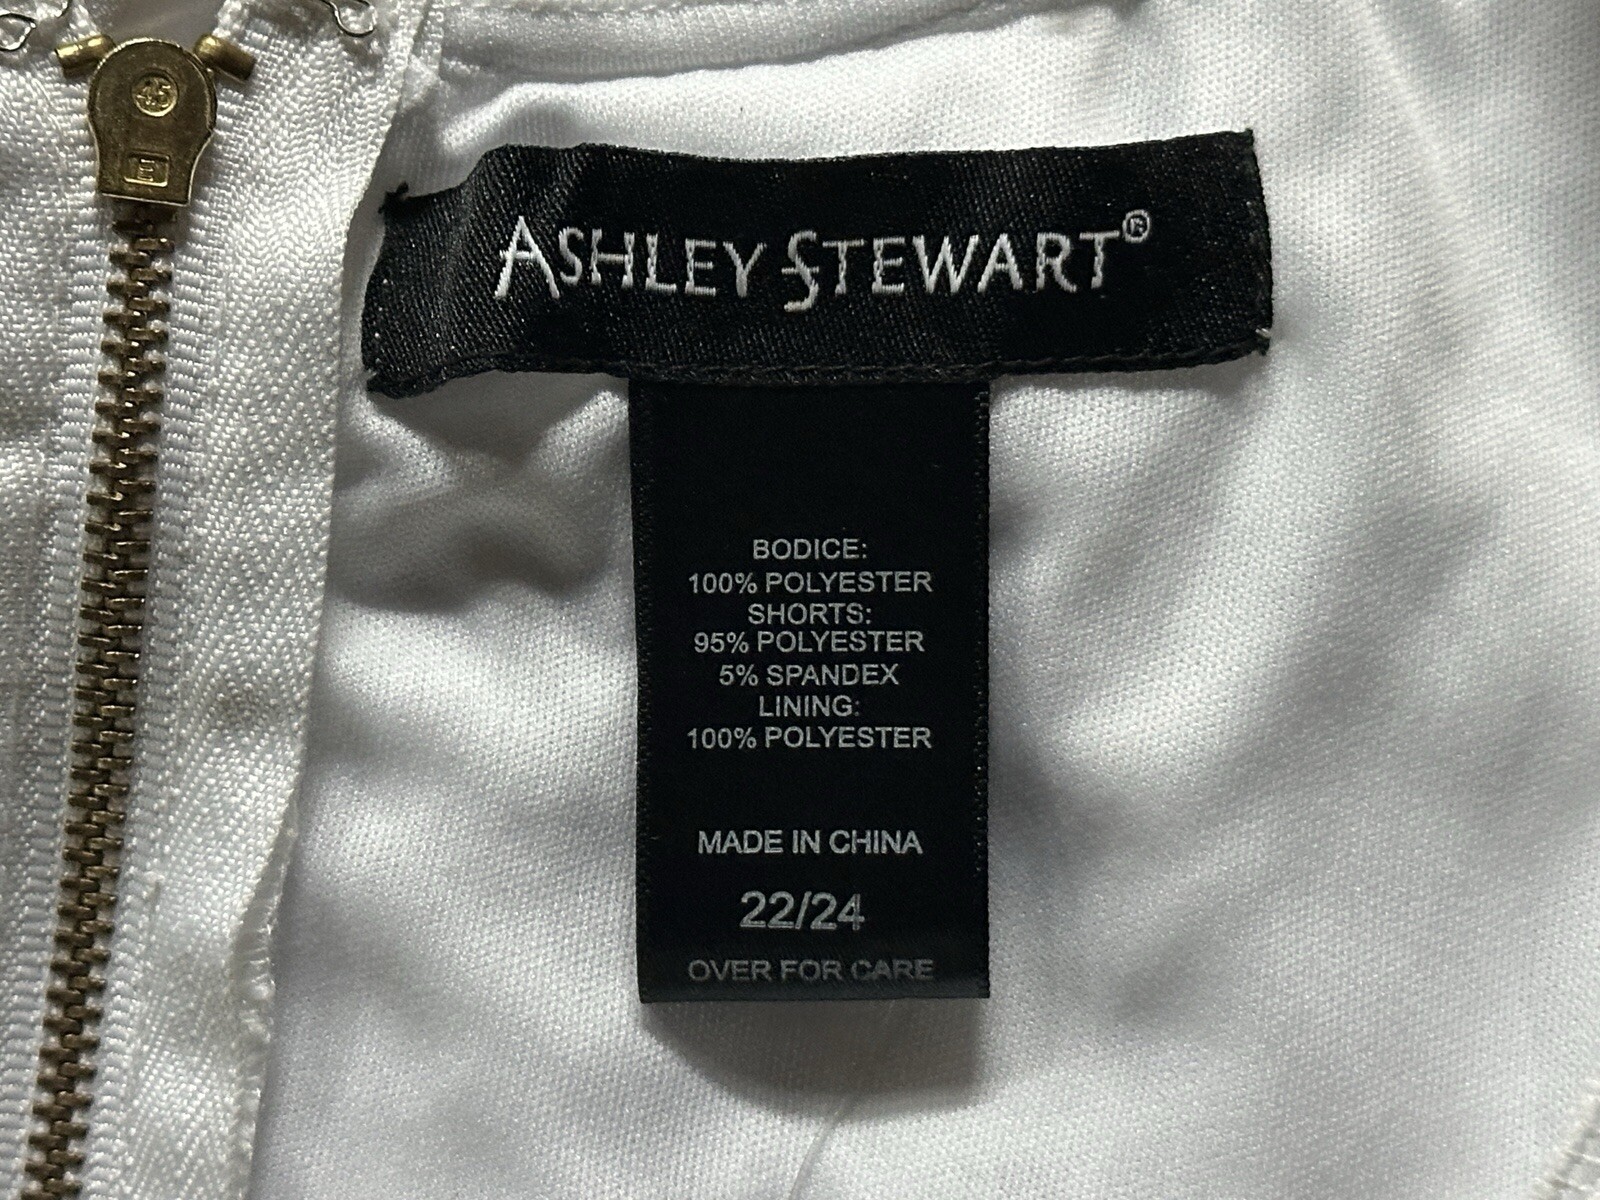 45
E
ASHLEY STEWART®
BODICE:
100% POLYESTER
SHORTS:
95% POLYESTER
5% SPANDEX
LINING:
100% POLYESTER
MADE IN CHINA
22/24
OVER FOR CARE